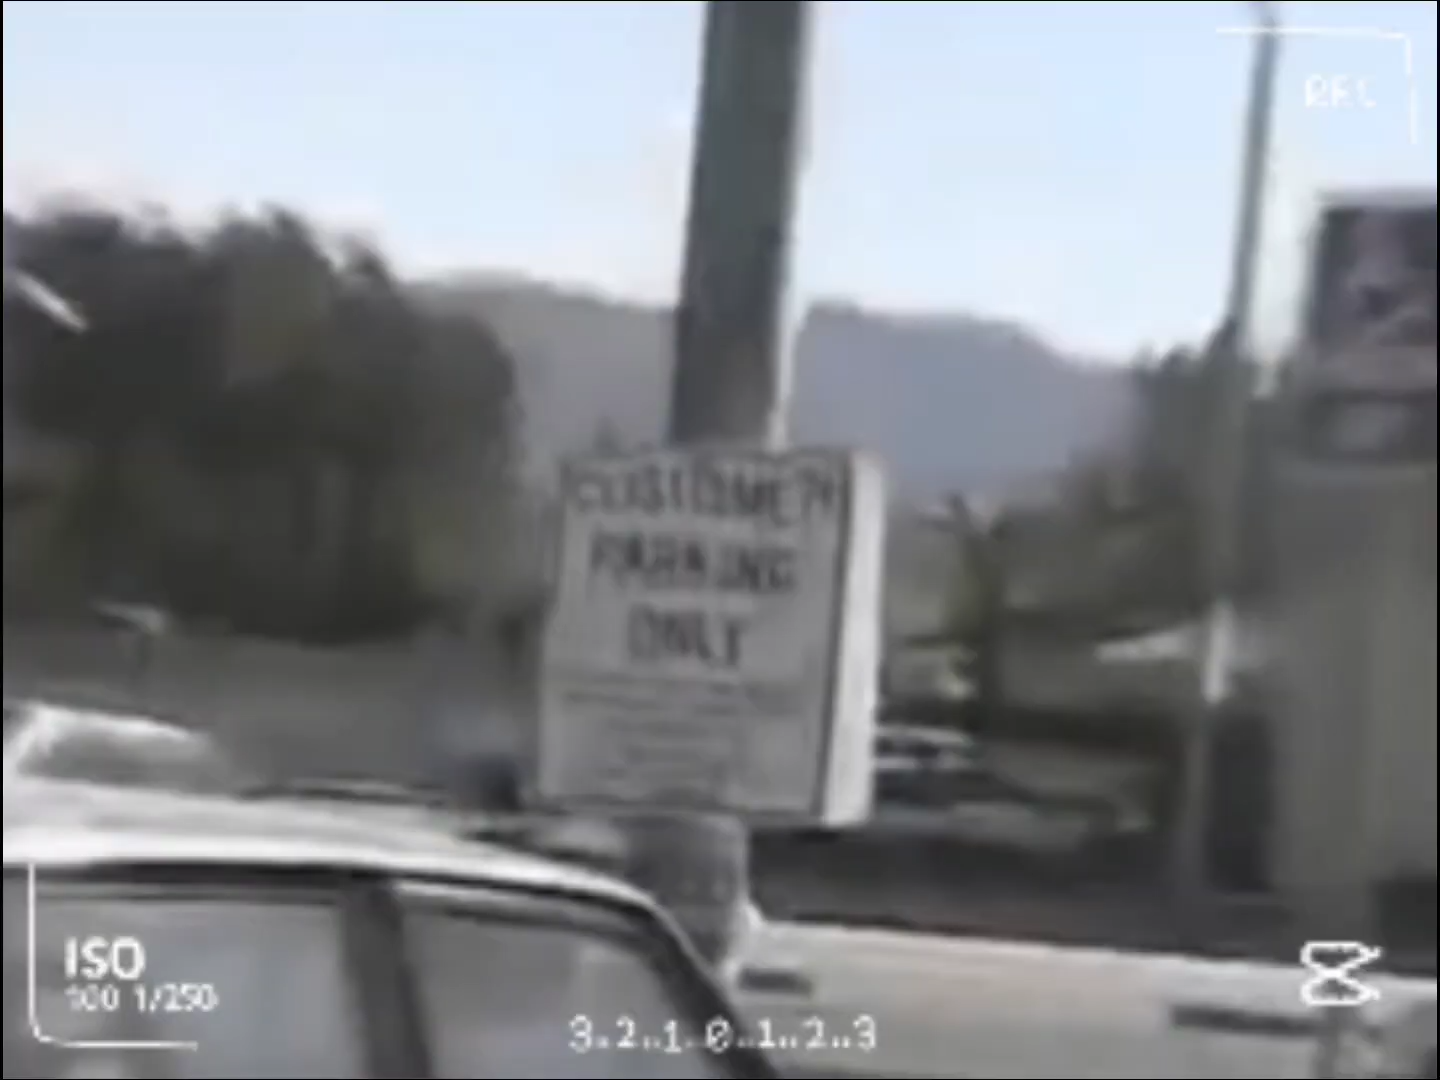 REC
CUSTOMER
PARKING
ONLY
ISO
100 1/250
3..2..1..0..1..2..3